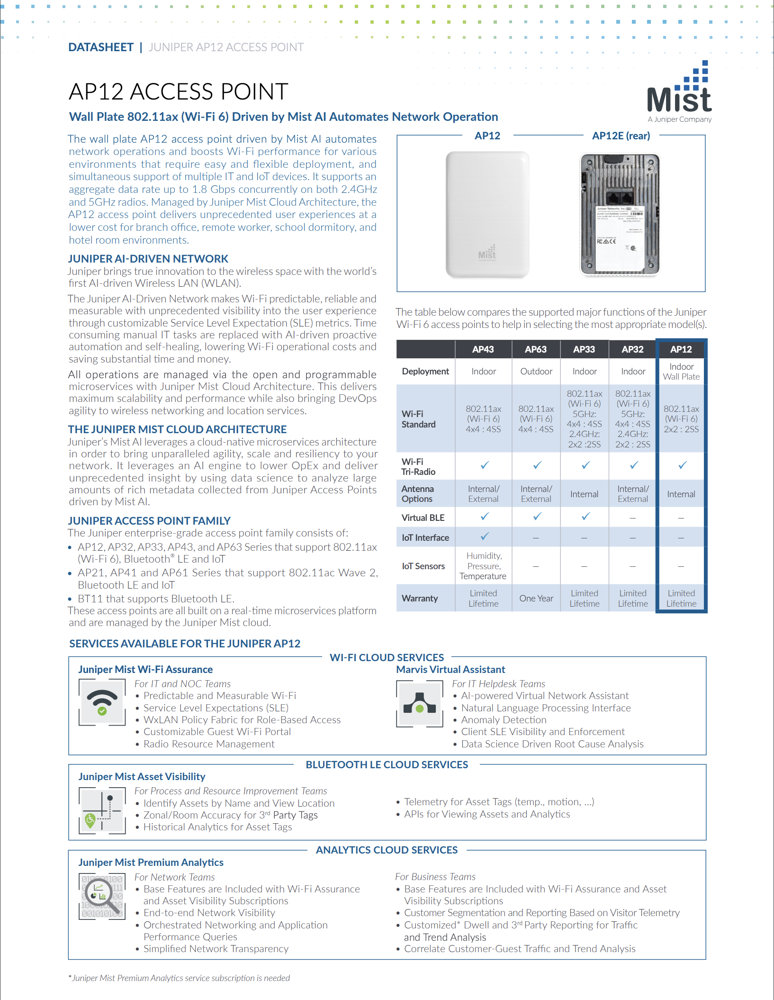 DATASHEET | JUNIPER AP12 ACCESS POINT
Mist
A Juniper Company
AP12 ACCESS POINT
Wall Plate 802.11ax (Wi-Fi 6) Driven by Mist AI Automates Network Operation
The wall plate AP12 access point driven by Mist AI automates
network operations and boosts Wi-Fi performance for various
environments that require easy and flexible deployment, and
simultaneous support of multiple IT and IoT devices. It supports an
aggregate data rate up to 1.8 Gbps concurrently on both 2.4GHz
and 5GHz radios. Managed by Juniper Mist Cloud Architecture, the
AP12 access point delivers unprecedented user experiences at a
lower cost for branch office, remote worker, school dormitory, and
hotel room environments.
JUNIPER AI-DRIVEN NETWORK
Juniper brings true innovation to the wireless space with the world's
first AI-driven Wireless LAN (WLAN).
The Juniper AI-Driven Network makes Wi-Fi predictable, reliable and
measurable with unprecedented visibility into the user experience
through customizable Service Level Expectation (SLE) metrics. Time
consuming manual IT tasks are replaced with AI-driven proactive
automation and self-healing, lowering Wi-Fi operational costs and
saving substantial time and money.
All operations are managed via the open and programmable
microservices with Juniper Mist Cloud Architecture. This delivers
maximum scalability and performance while also bringing DevOps
agility to wireless networking and location services.
THE JUNIPER MIST CLOUD ARCHITECTURE
Juniper's Mist AI leverages a cloud-native microservices architecture
in order to bring unparalleled agility, scale and resiliency to your
network. It leverages an AI engine to lower OpEx and deliver
unprecedented insight by using data science to analyze large
amounts of rich metadata collected from Juniper Access Points
driven by Mist AI.
JUNIPER ACCESS POINT FAMILY
The Juniper enterprise-grade access point family consists of:
• AP12, AP32, AP33, AP43, and AP63 Series that support 802.11ax
(Wi-Fi 6), Bluetooth® LE and IoT
• AP21, AP41 and AP61 Series that support 802.11ac Wave 2,
Bluetooth LE and IoT
• BT11 that supports Bluetooth LE.
These access points are all built on a real-time microservices platform
and are managed by the Juniper Mist cloud.
AP12 AP12E (rear)
Mist
A Juniper Company
Juniper Networks, Inc.
FC CE
The table below compares the supported major functions of the Juniper
Wi-Fi 6 access points to help in selecting the most appropriate model(s).
AP43 AP63 AP33 AP32 AP12
Deployment Indoor Outdoor Indoor Indoor Indoor
Wall Plate
Wi-Fi
Standard
802.11ax
(Wi-Fi 6)
4x4 : 4SS
802.11ax
(Wi-Fi 6)
4x4 : 4SS
802.11ax
(Wi-Fi 6)
5GHz:
4x4 : 4SS
2.4GHz:
2x2 :2SS
802.11ax
(Wi-Fi 6)
5GHz:
4x4 : 4SS
2.4GHz:
2x2 : 2SS
802.11ax
(Wi-Fi 6)
2x2 : 2SS
Wi-Fi
Tri-Radio
✓ ✓ ✓ ✓ ✓
Antenna
Options
Internal/
External
Internal/
External
Internal
Internal/
External
Internal
Virtual BLE ✓ ✓ ✓ – –
IoT Interface ✓ – – – –
IoT Sensors
Humidity,
Pressure,
Temperature
– – – –
Warranty
Limited
Lifetime
One Year
Limited
Lifetime
Limited
Lifetime
Limited
Lifetime
SERVICES AVAILABLE FOR THE JUNIPER AP12
WI-FI CLOUD SERVICES
Juniper Mist Wi-Fi Assurance
For IT and NOC Teams
• Predictable and Measurable Wi-Fi
• Service Level Expectations (SLE)
• WxLAN Policy Fabric for Role-Based Access
• Customizable Guest Wi-Fi Portal
• Radio Resource Management
Marvis Virtual Assistant
For IT Helpdesk Teams
• AI-powered Virtual Network Assistant
• Natural Language Processing Interface
• Anomaly Detection
• Client SLE Visibility and Enforcement
• Data Science Driven Root Cause Analysis
BLUETOOTH LE CLOUD SERVICES
Juniper Mist Asset Visibility
For Process and Resource Improvement Teams
• Identify Assets by Name and View Location
• Zonal/Room Accuracy for 3rd Party Tags
• Historical Analytics for Asset Tags
• Telemetry for Asset Tags (temp., motion, ...)
• APIs for Viewing Assets and Analytics
ANALYTICS CLOUD SERVICES
Juniper Mist Premium Analytics
For Network Teams
• Base Features are Included with Wi-Fi Assurance
and Asset Visibility Subscriptions
• End-to-end Network Visibility
• Orchestrated Networking and Application
Performance Queries
• Simplified Network Transparency
For Business Teams
• Base Features are Included with Wi-Fi Assurance and Asset
Visibility Subscriptions
• Customer Segmentation and Reporting Based on Visitor Telemetry
• Customized* Dwell and 3rd Party Reporting for Traffic
and Trend Analysis
• Correlate Customer-Guest Traffic and Trend Analysis
*Juniper Mist Premium Analytics service subscription is needed